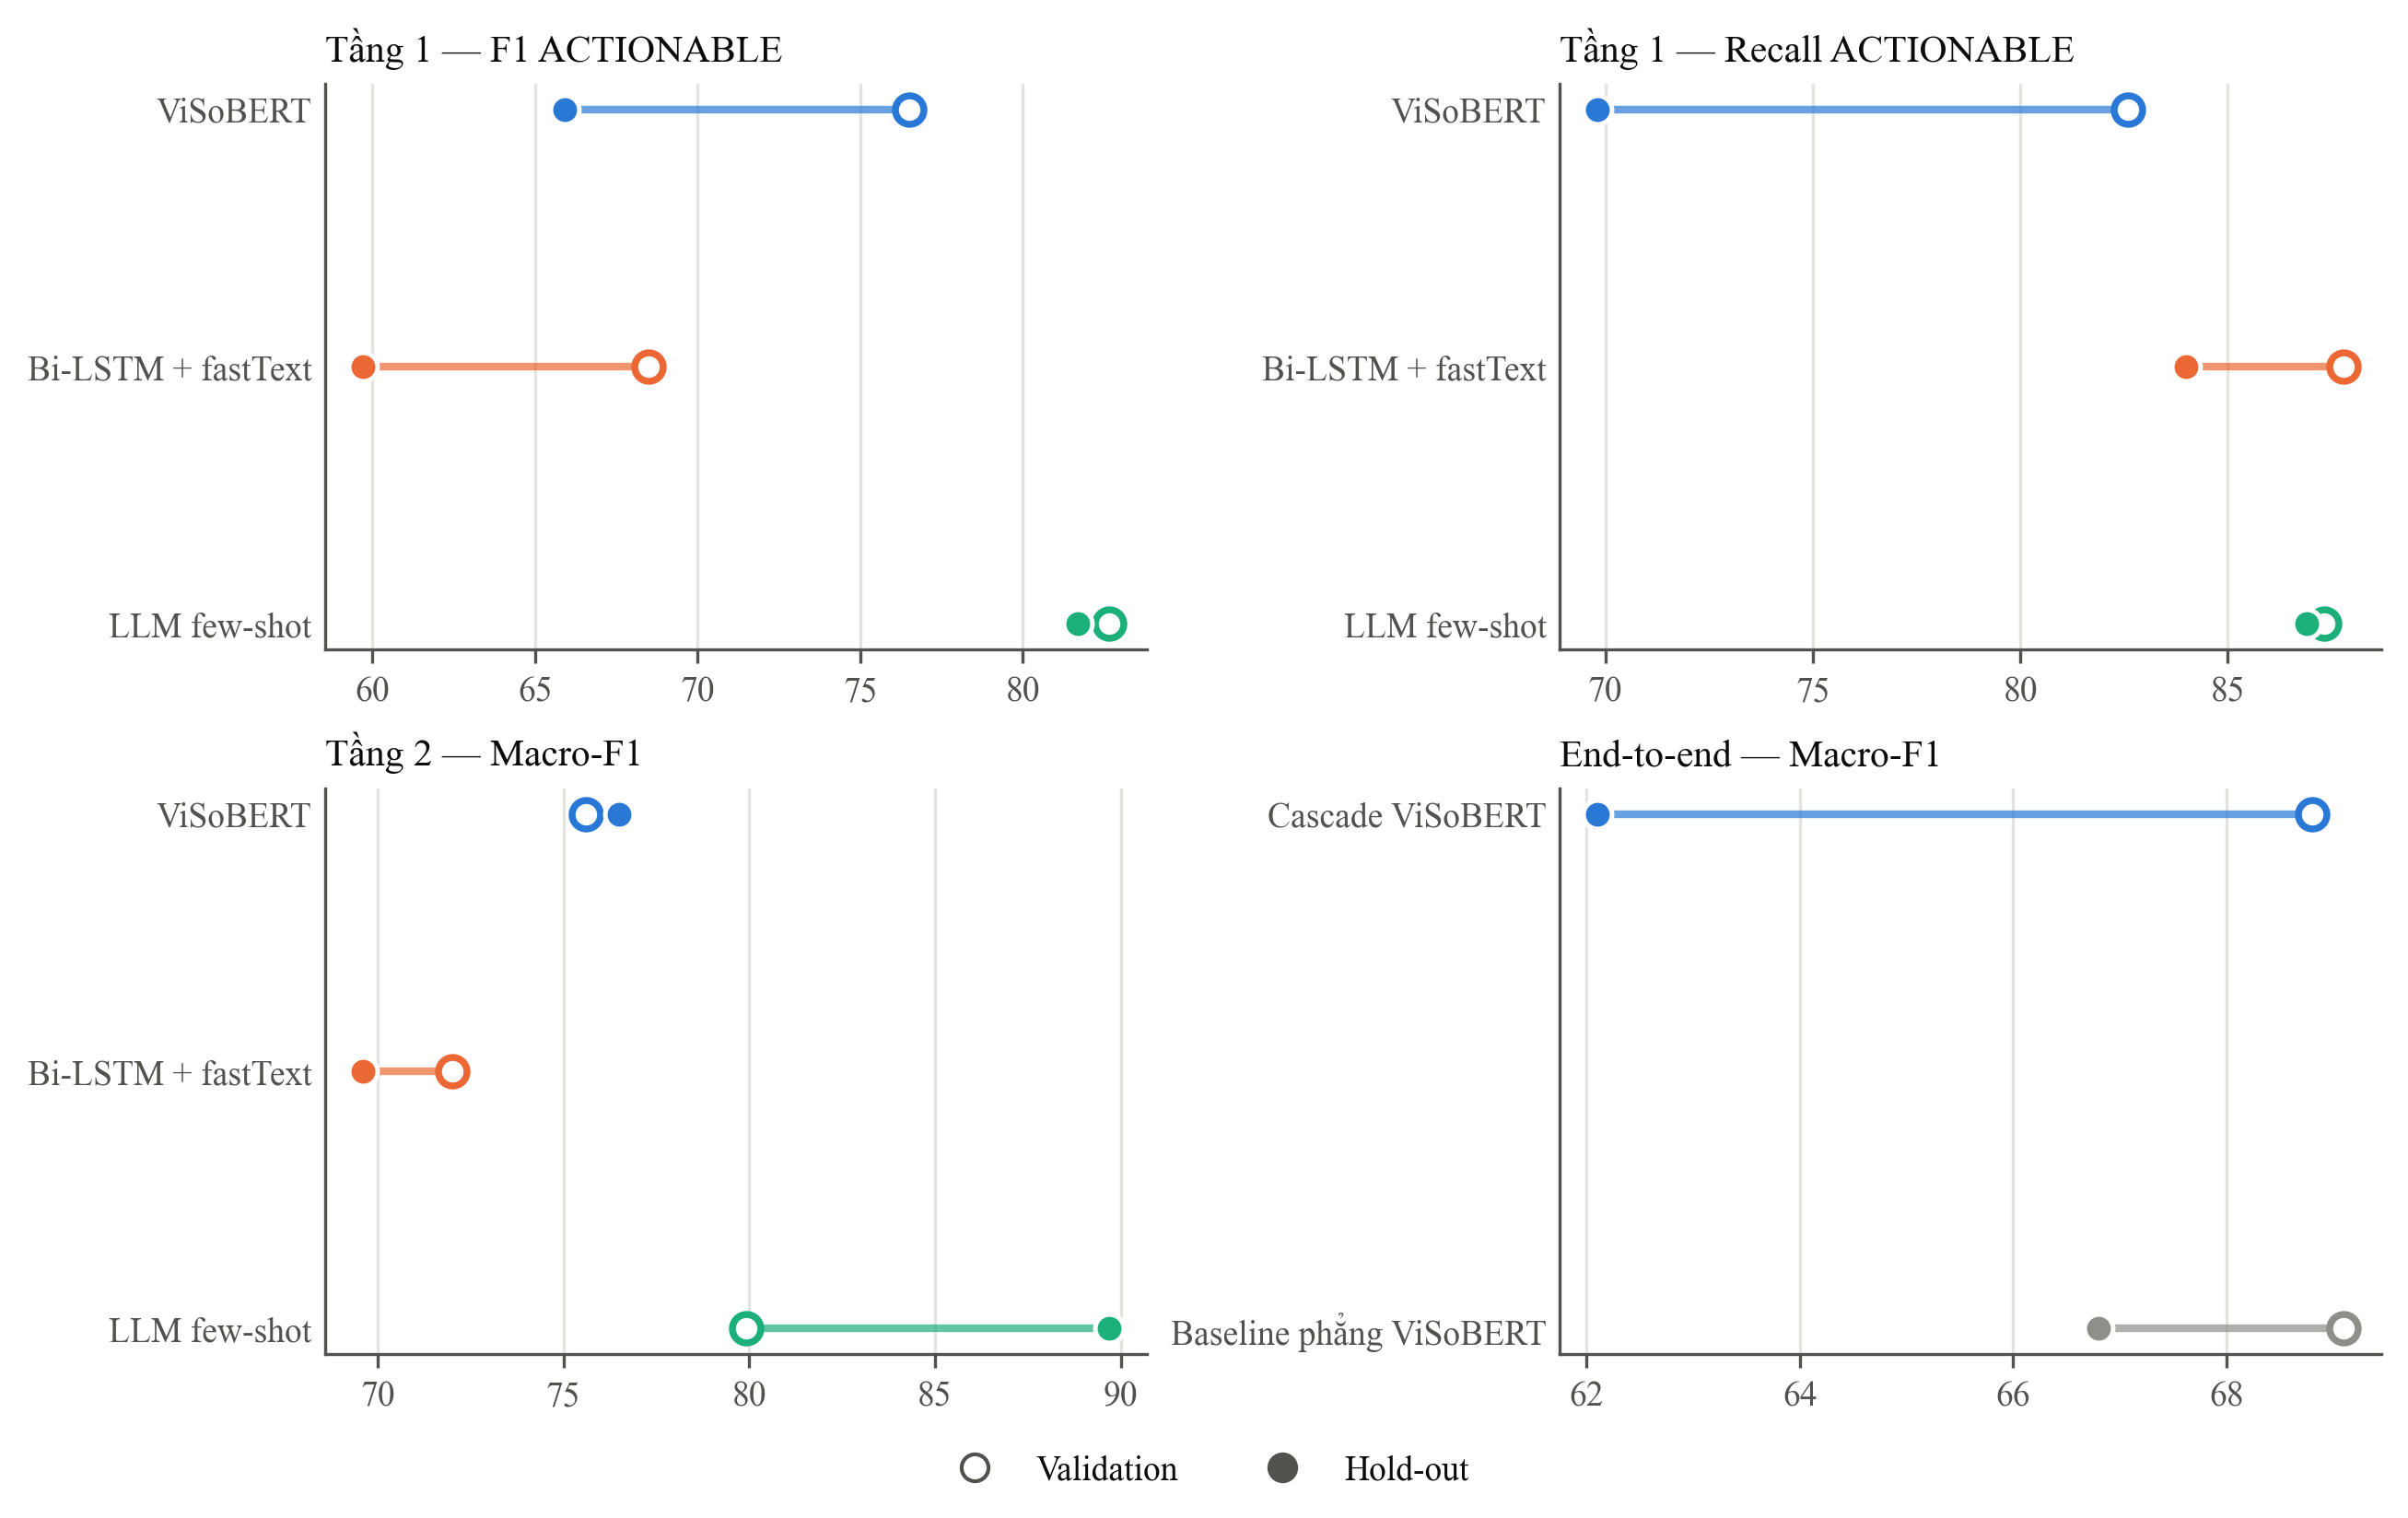 Tầng 1 — F1 ACTIONABLE
ViSoBERT
Bi-LSTM + fastText
LLM few-shot
60 65 70 75 80
Tầng 1 — Recall ACTIONABLE
ViSoBERT
Bi-LSTM + fastText
LLM few-shot
70 75 80 85
Tầng 2 — Macro-F1
ViSoBERT
Bi-LSTM + fastText
LLM few-shot
70 75 80 85 90
End-to-end — Macro-F1
Cascade ViSoBERT
Baseline phẳng ViSoBERT
62 64 66 68
Validation Hold-out